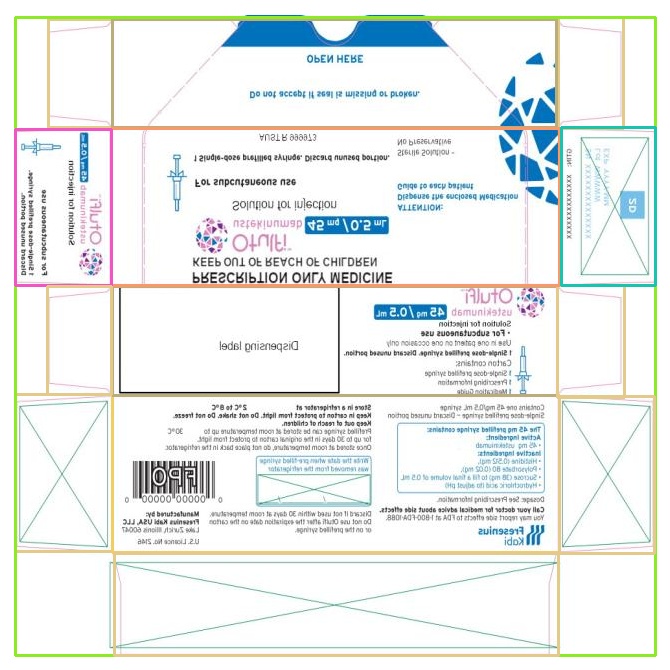 OPEN HERE
Do not accept if seal is missing or broken.
AUST R 999973
1 Single-dose prefilled syringe. Discard unused portion.
For subcutaneous use
Solution for injection
ustekinumab 45 mg / 0.5 mL
Otulfi
KEEP OUT OF REACH OF CHILDREN
PRESCRIPTION ONLY MEDICINE
No Preservative
Sterile Solution -
Guide to each patient
Dispense the enclosed Medication
ATTENTION:
Otulfi
ustekinumab
45 mg / 0.5 mL
Solution for injection
For subcutaneous use
1 Single-dose prefilled syringe.
Discard unused portion.
GTIN: XXXXXXXXXXXXXX
2D
Dispensing label
Otulfi
ustekinumab
45 mg / 0.5 mL
Solution for injection
• For subcutaneous use
Use in one patient on one occasion only
1 Single-dose prefilled syringe. Discard unused portion.
Carton contains:
1 Single-dose prefilled syringe
1 Prescribing Information
1 Medication Guide
Contains one 45 mg/0.5 mL syringe
Single-dose prefilled syringe – Discard unused portion
The 45 mg prefilled syringe contains:
Active Ingredient:
• 45 mg ustekinumab
Inactive Ingredients:
• Histidine (0.512 mg),
• Polysorbate 80 (0.02 mg),
• Sucrose (38 mg) to fill a final volume of 0.5 mL
• Hydrochloric acid (to adjust pH)
Dosage: See Prescribing Information.
Call your doctor for medical advice about side effects.
You may report side effects to FDA at 1-800-FDA-1088.
Fresenius
Kabi
Store in a refrigerator at 2°C to 8°C
Keep in carton to protect from light. Do not shake. Do not freeze.
Keep out of reach of children.
Prefilled syringe can be stored at room temperature up to 30°C
for up to 30 days in the original carton to protect from light.
Once stored at room temperature, do not place back in the refrigerator.
Write the date when pre-filled syringe
was removed from the refrigerator
Discard if not used within 30 days at room temperature.
Do not use Otulfi after the expiration date on the carton
or on the prefilled syringe.
FPO
Manufactured by:
Fresenius Kabi USA, LLC
Lake Zurich, Illinois 60047
U.S. Licence No. 2146